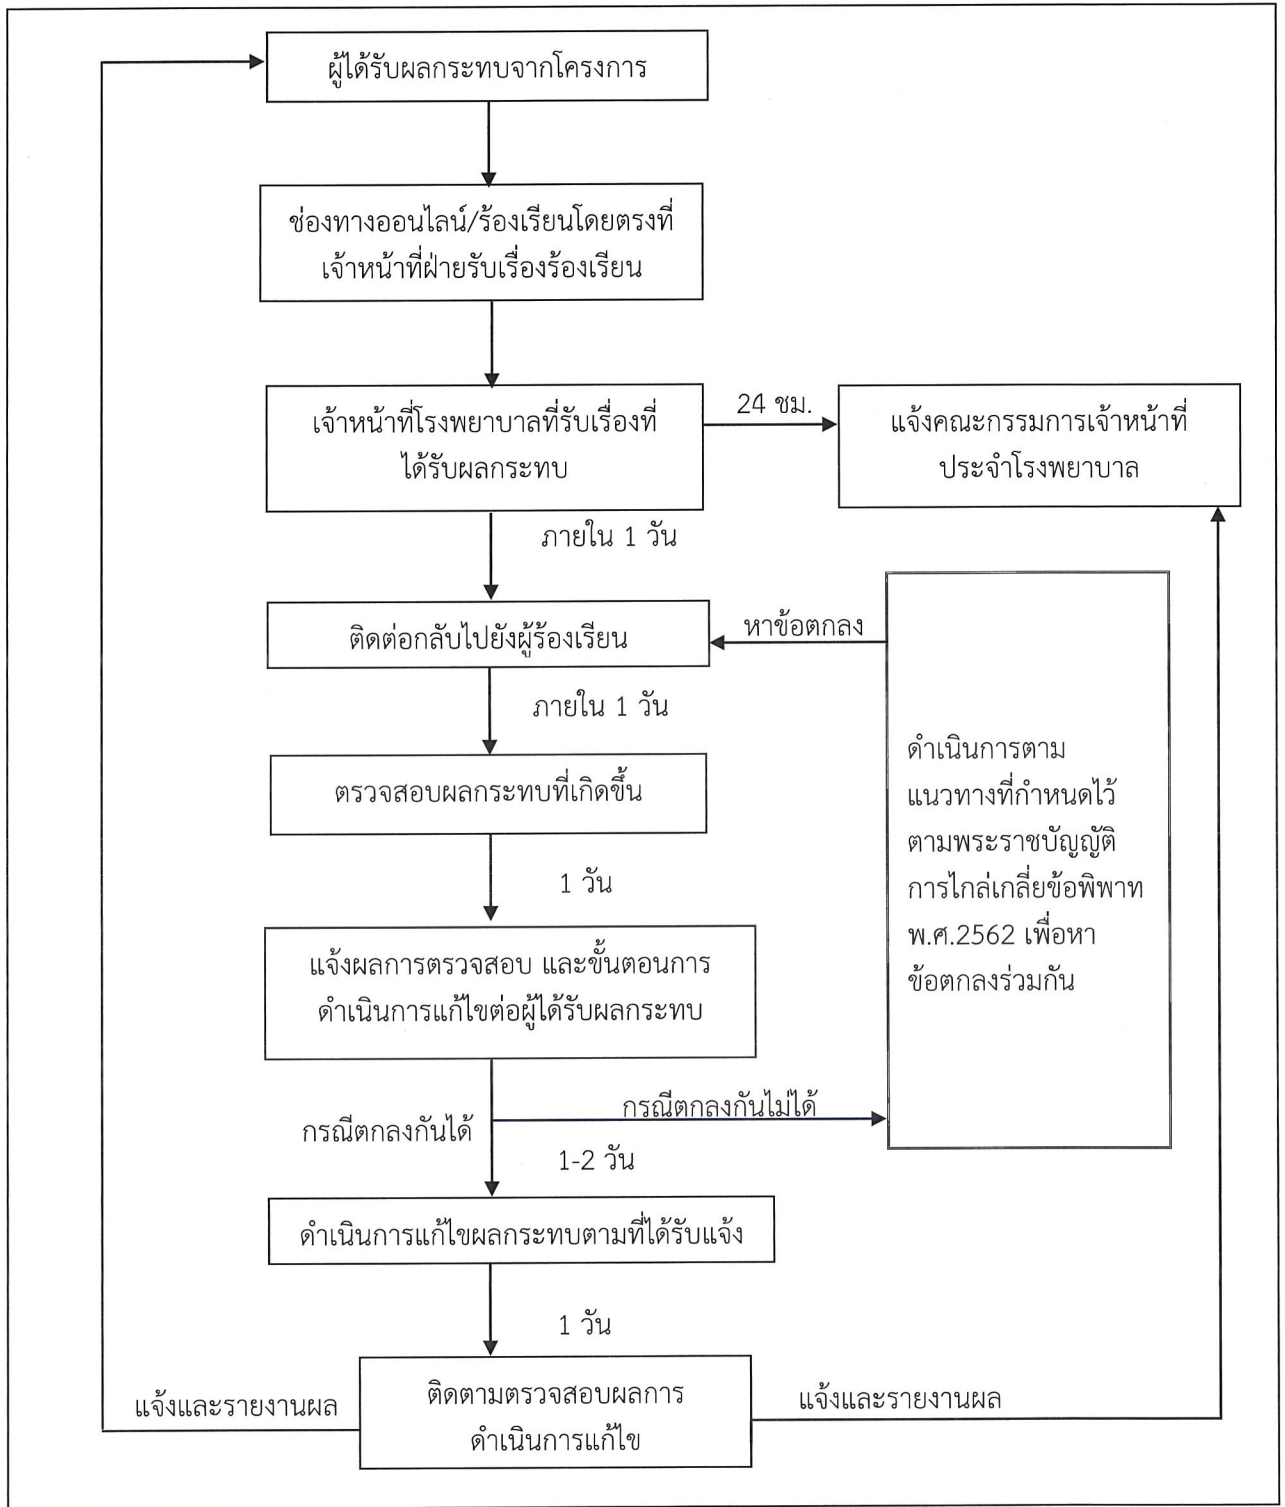 ผู้ได้รับผลกระทบจากโครงการ
ช่องทางออนไลน์/ร้องเรียนโดยตรงที่
เจ้าหน้าที่ฝ่ายรับเรื่องร้องเรียน
เจ้าหน้าที่โรงพยาบาลที่รับเรื่องที่
ได้รับผลกระทบ
24 ชม.
แจ้งคณะกรรมการเจ้าหน้าที่
ประจำโรงพยาบาล
ภายใน 1 วัน
ติดต่อกลับไปยังผู้ร้องเรียน
หาข้อตกลง
ภายใน 1 วัน
ตรวจสอบผลกระทบที่เกิดขึ้น
ดำเนินการตาม
แนวทางที่กำหนดไว้
ตามพระราชบัญญัติ
การไกล่เกลี่ยข้อพิพาท
พ.ศ.2562 เพื่อหา
ข้อตกลงร่วมกัน
1 วัน
แจ้งผลการตรวจสอบ และขั้นตอนการ
ดำเนินการแก้ไขต่อผู้ได้รับผลกระทบ
กรณีตกลงกันได้
กรณีตกลงกันไม่ได้
1-2 วัน
ดำเนินการแก้ไขผลกระทบตามที่ได้รับแจ้ง
1 วัน
แจ้งและรายงานผล
ติดตามตรวจสอบผลการ
ดำเนินการแก้ไข
แจ้งและรายงานผล